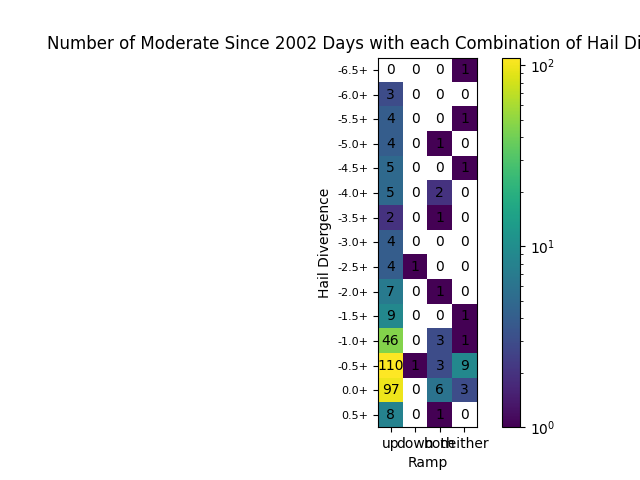 Number of Moderate Since 2002 Days with each Combination of Hail Di
-6.5+ 0 0 0 1
-6.0+ 3 0 0 0
-5.5+ 4 0 0 1
-5.0+ 4 0 1 0
-4.5+ 5 0 0 1
-4.0+ 5 0 2 0
-3.5+ 2 0 1 0
-3.0+ 4 0 0 0
-2.5+ 4 1 0 0
-2.0+ 7 0 1 0
-1.5+ 9 0 0 1
-1.0+ 46 0 3 1
-0.5+ 110 1 3 9
0.0+ 97 0 6 3
0.5+ 8 0 1 0
up down both neither
Ramp
Hail Divergence
10²
10¹
10⁰